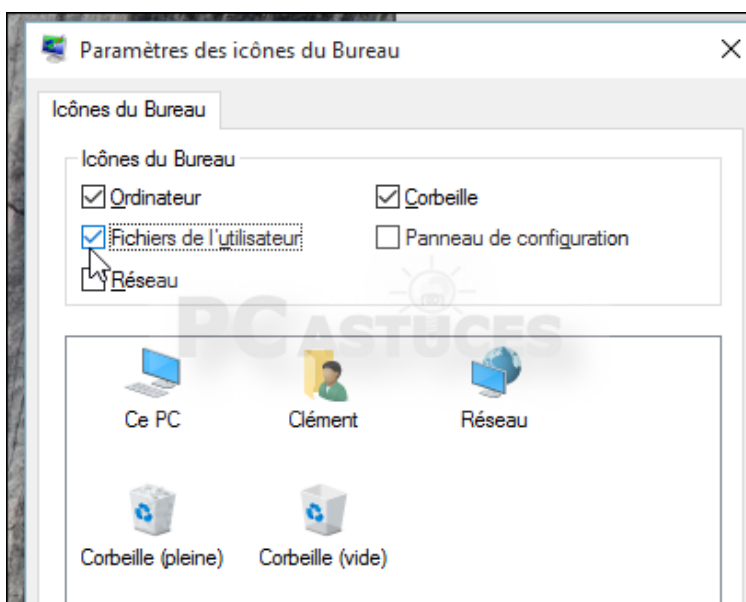 Paramètres des icônes du Bureau
Icônes du Bureau
Icônes du Bureau
Ordinateur
Corbeille
Fichiers de l'utilisateur
Panneau de configuration
Réseau
PC ASTUCES
Ce PC
Clément
Réseau
Corbeille (pleine)
Corbeille (vide)